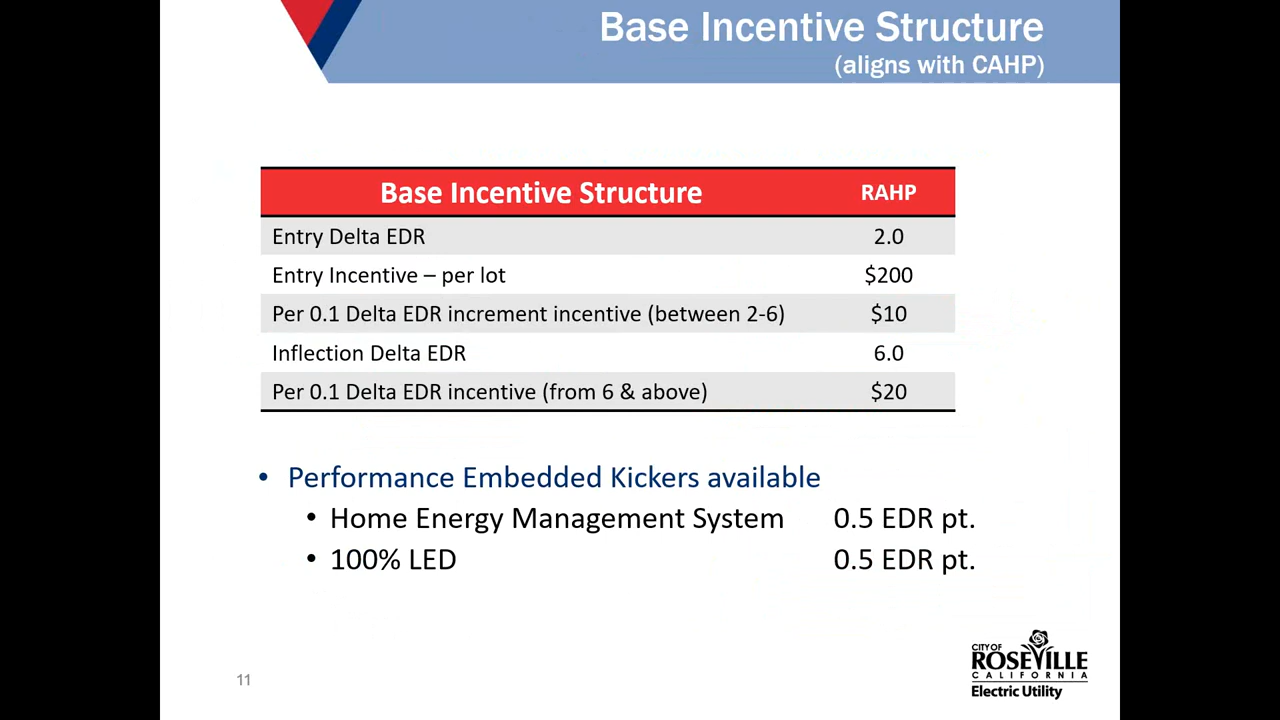 Base Incentive Structure
(aligns with CAHP)
Base Incentive Structure RAHP
Entry Delta EDR 2.0
Entry Incentive – per lot $200
Per 0.1 Delta EDR increment incentive (between 2-6) $10
Inflection Delta EDR 6.0
Per 0.1 Delta EDR incentive (from 6 & above) $20
• Performance Embedded Kickers available
• Home Energy Management System 0.5 EDR pt.
• 100% LED 0.5 EDR pt.
CITY OF
ROSEVILLE
CALIFORNIA
Electric Utility
11